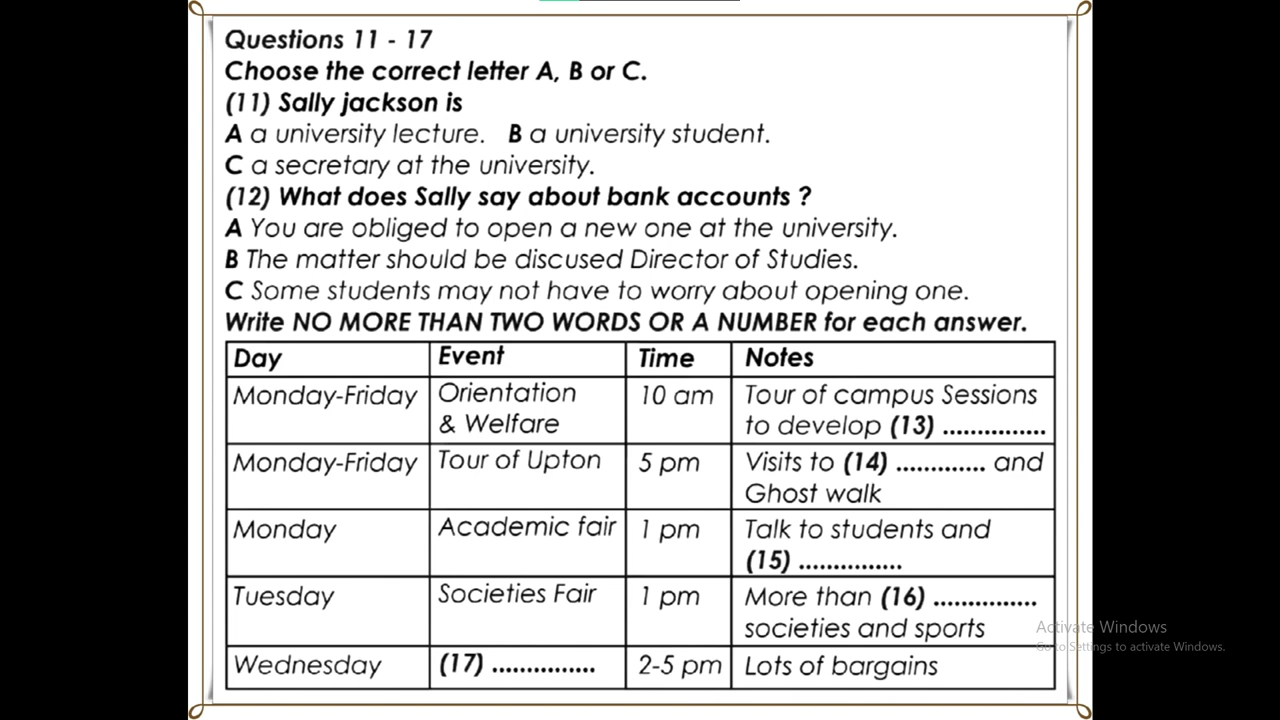 Questions 11 - 17
Choose the correct letter A, B or C.
(11) Sally jackson is
A a university lecture. B a university student.
C a secretary at the university.
(12) What does Sally say about bank accounts ?
A You are obliged to open a new one at the university.
B The matter should be discused Director of Studies.
C Some students may not have to worry about opening one.
Write NO MORE THAN TWO WORDS OR A NUMBER for each answer.
Day Event Time Notes
Monday-Friday Orientation & Welfare 10 am Tour of campus Sessions to develop (13) ...............
Monday-Friday Tour of Upton 5 pm Visits to (14) ............. and Ghost walk
Monday Academic fair 1 pm Talk to students and (15) ...............
Tuesday Societies Fair 1 pm More than (16) ............... societies and sports
Wednesday (17) ............... 2-5 pm Lots of bargains
Activate Windows
Go to Settings to activate Windows.